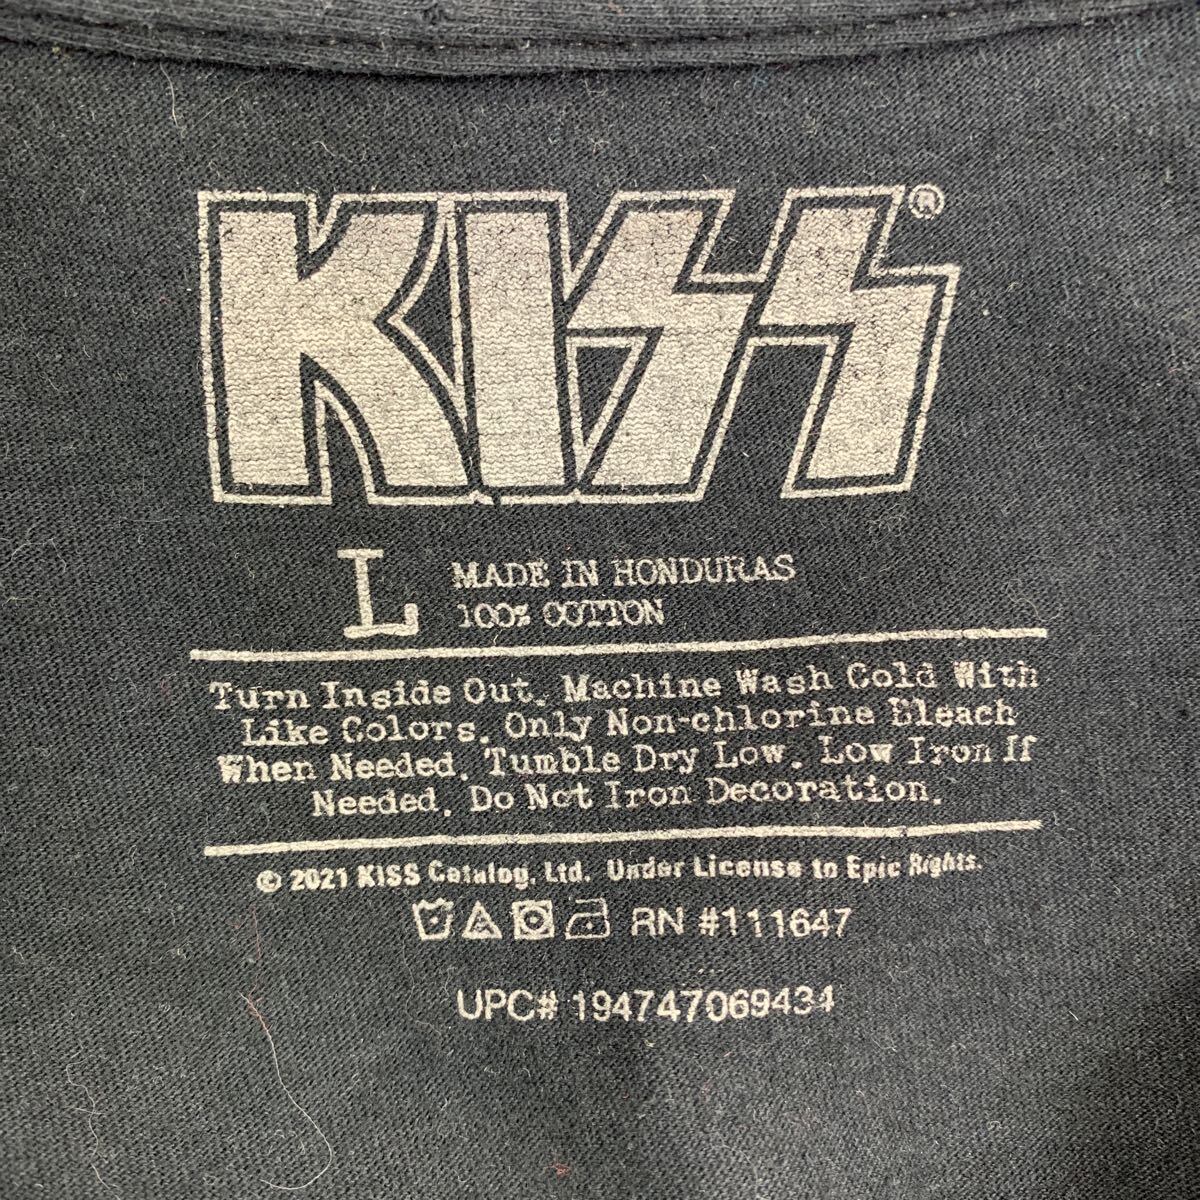 KISS®
L MADE IN HONDURAS
100% COTTON
Turn Inside Out. Machine Wash Cold With
Like Colors. Only Non-chlorine Bleach
When Needed. Tumble Dry Low. Low Iron If
Needed. Do Not Iron Decoration.
© 2021 KISS Catalog, Ltd. Under License to Epic Rights.
RN #111647
UPC# 194747069434